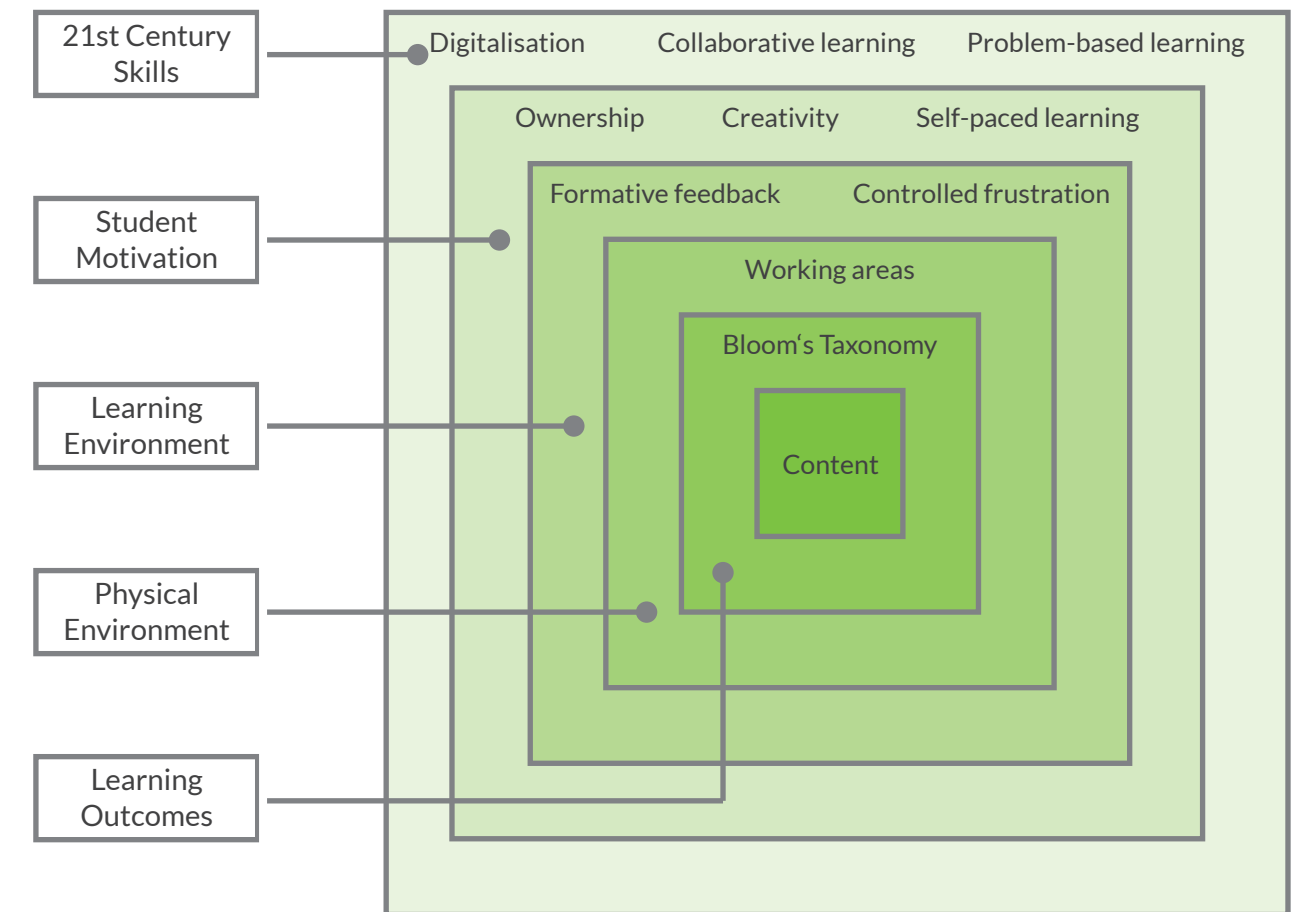 21st Century
Skills
Digitalisation Collaborative learning Problem-based learning
Ownership Creativity Self-paced learning
Formative feedback Controlled frustration
Student
Motivation
Working areas
Bloom‘s Taxonomy
Learning
Environment
Content
Physical
Environment
Learning
Outcomes